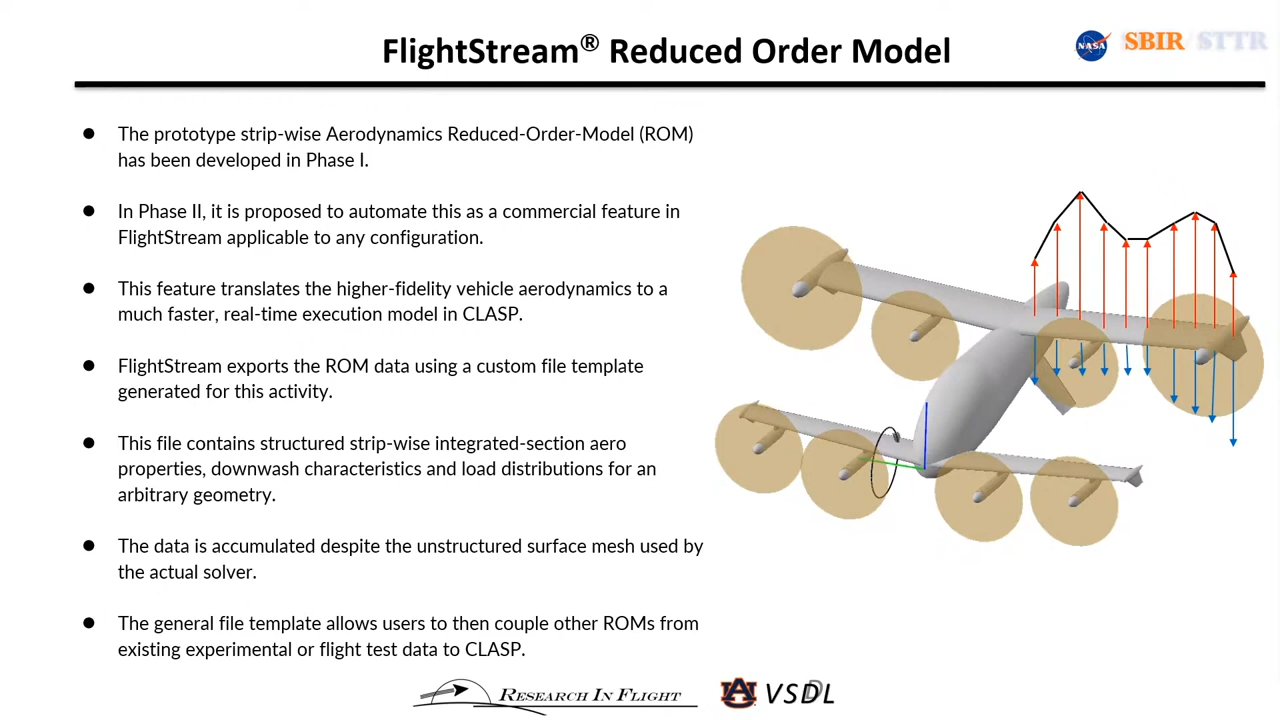 FlightStream® Reduced Order Model
NASA
SBIR STTR
● The prototype strip-wise Aerodynamics Reduced-Order-Model (ROM)
has been developed in Phase I.
● In Phase II, it is proposed to automate this as a commercial feature in
FlightStream applicable to any configuration.
● This feature translates the higher-fidelity vehicle aerodynamics to a
much faster, real-time execution model in CLASP.
● FlightStream exports the ROM data using a custom file template
generated for this activity.
● This file contains structured strip-wise integrated-section aero
properties, downwash characteristics and load distributions for an
arbitrary geometry.
● The data is accumulated despite the unstructured surface mesh used by
the actual solver.
● The general file template allows users to then couple other ROMs from
existing experimental or flight test data to CLASP.
RESEARCH IN FLIGHT
AU VSDDL